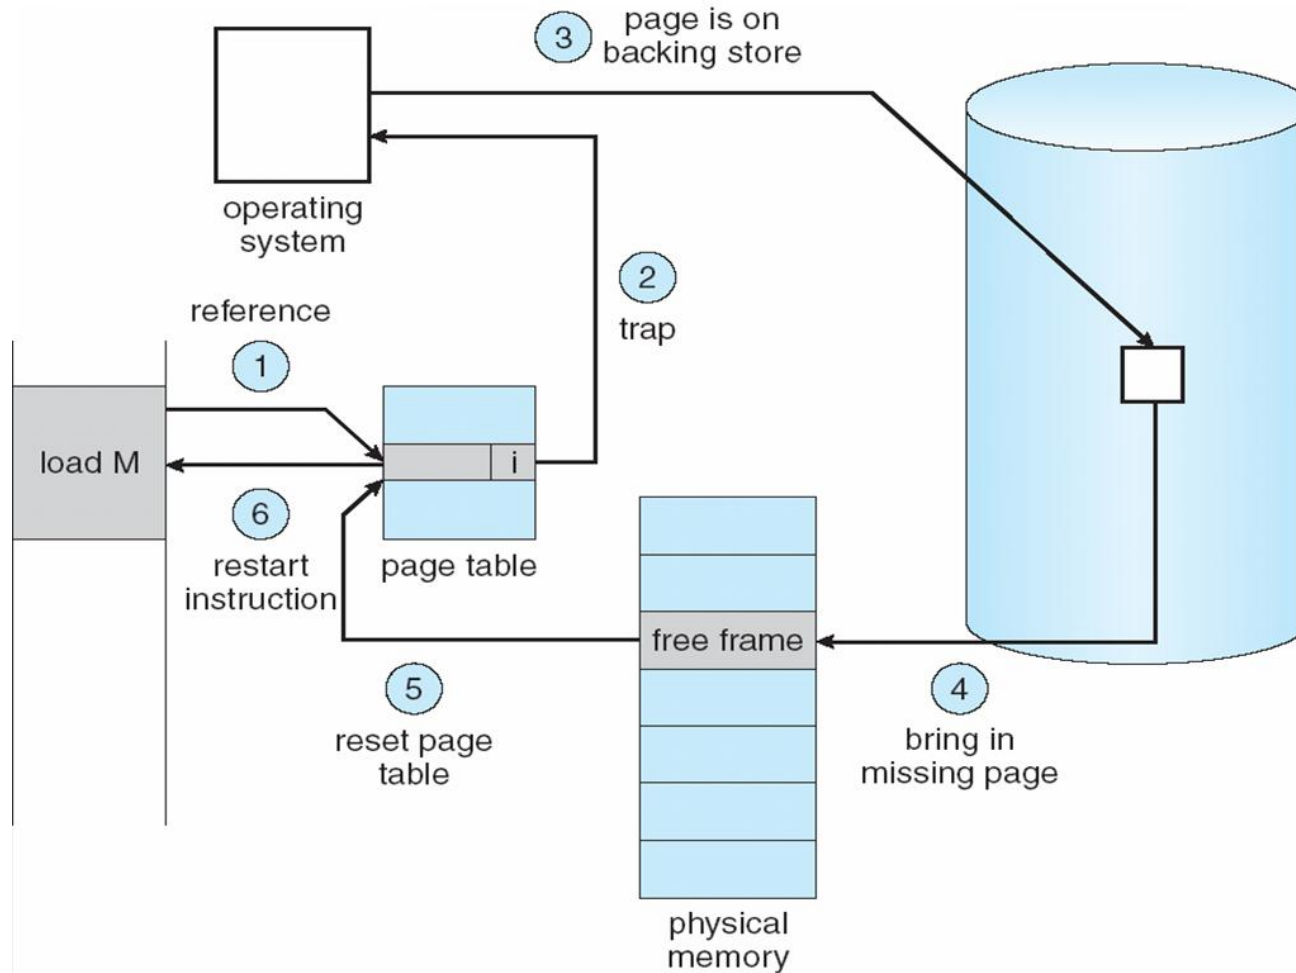 3
page is on
backing store
operating
system
2
trap
reference
1
load M
i
6
restart
instruction
page table
free frame
5
reset page
table
4
bring in
missing page
physical
memory